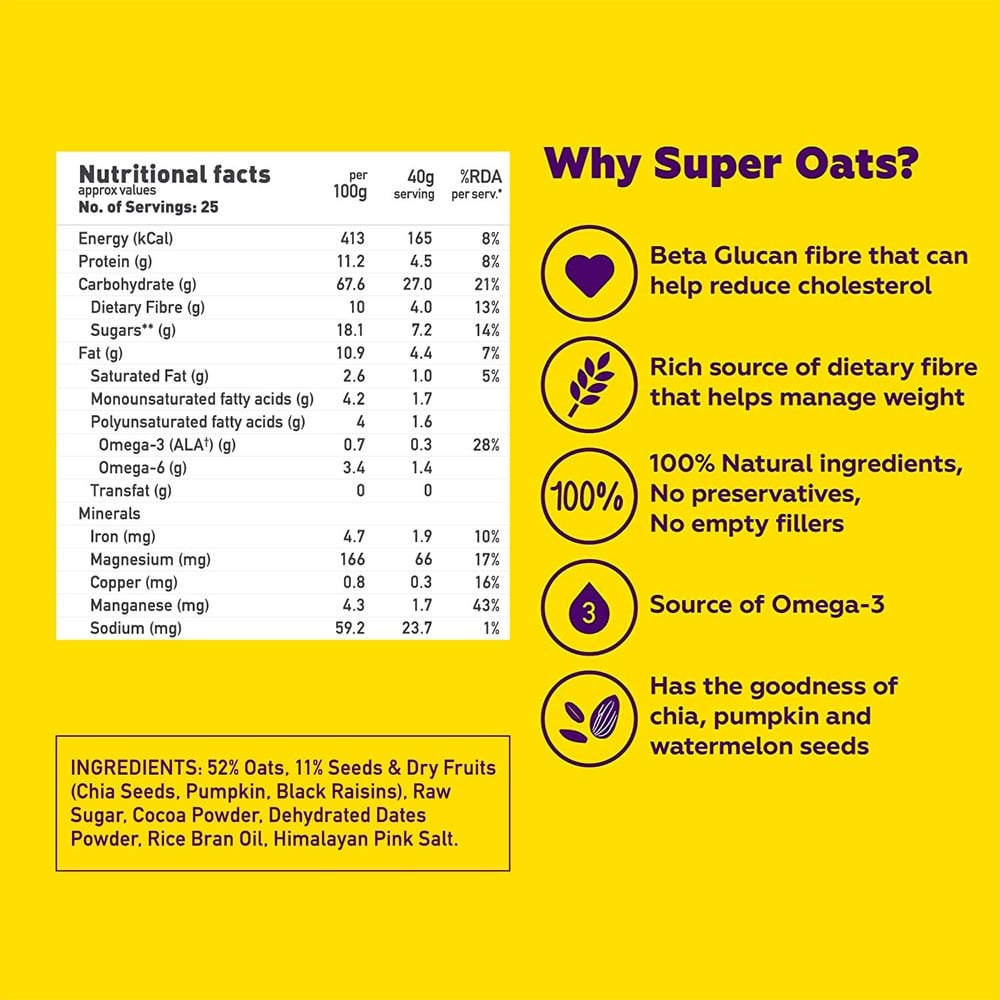 Nutritional facts per 100g 40g serving %RDA per serv.*
approx values
No. of Servings: 25
Energy (kCal) 413 165 8%
Protein (g) 11.2 4.5 8%
Carbohydrate (g) 67.6 27.0 21%
Dietary Fibre (g) 10 4.0 13%
Sugars** (g) 18.1 7.2 14%
Fat (g) 10.9 4.4 7%
Saturated Fat (g) 2.6 1.0 5%
Monounsaturated fatty acids (g) 4.2 1.7
Polyunsaturated fatty acids (g) 4 1.6
Omega-3 (ALA†) (g) 0.7 0.3 28%
Omega-6 (g) 3.4 1.4
Transfat (g) 0 0
Minerals
Iron (mg) 4.7 1.9 10%
Magnesium (mg) 166 66 17%
Copper (mg) 0.8 0.3 16%
Manganese (mg) 4.3 1.7 43%
Sodium (mg) 59.2 23.7 1%
INGREDIENTS: 52% Oats, 11% Seeds & Dry Fruits
(Chia Seeds, Pumpkin, Black Raisins), Raw
Sugar, Cocoa Powder, Dehydrated Dates
Powder, Rice Bran Oil, Himalayan Pink Salt.
Why Super Oats?
Beta Glucan fibre that can
help reduce cholesterol
Rich source of dietary fibre
that helps manage weight
100%
100% Natural ingredients,
No preservatives,
No empty fillers
3
Source of Omega-3
Has the goodness of
chia, pumpkin and
watermelon seeds